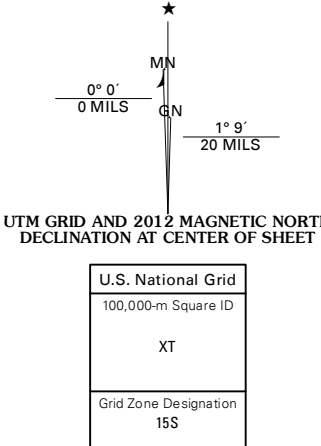 MN
0° 0´
0 MILS
GN
1° 9´
20 MILS
UTM GRID AND 2012 MAGNETIC NORTH
DECLINATION AT CENTER OF SHEET
U.S. National Grid
100,000-m Square ID
XT
Grid Zone Designation
15S